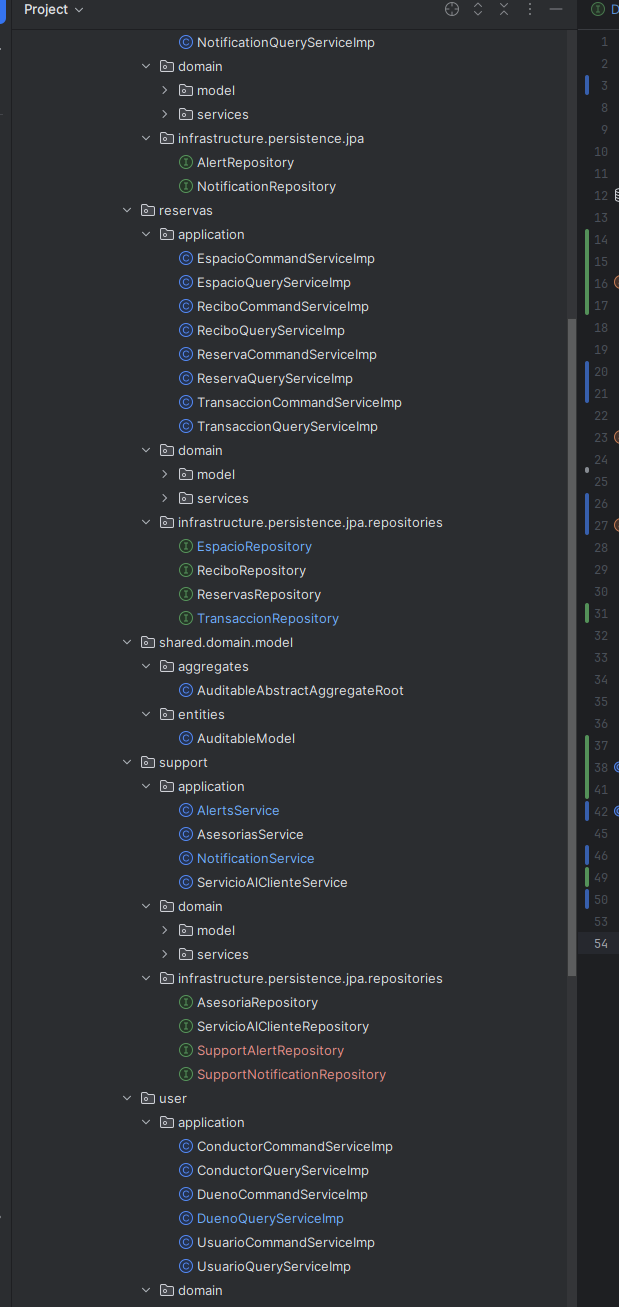 Project
NotificationQueryServiceImp
domain
model
services
infrastructure.persistence.jpa
AlertRepository
NotificationRepository
reservas
application
EspacioCommandServiceImp
EspacioQueryServiceImp
ReciboCommandServiceImp
ReciboQueryServiceImp
ReservaCommandServiceImp
ReservaQueryServiceImp
TransaccionCommandServiceImp
TransaccionQueryServiceImp
domain
model
services
infrastructure.persistence.jpa.repositories
EspacioRepository
ReciboRepository
ReservasRepository
TransaccionRepository
shared.domain.model
aggregates
AuditableAbstractAggregateRoot
entities
AuditableModel
support
application
AlertsService
AsesoriasService
NotificationService
ServicioAlClienteService
domain
model
services
infrastructure.persistence.jpa.repositories
AsesoriaRepository
ServicioAlClienteRepository
SupportAlertRepository
SupportNotificationRepository
user
application
ConductorCommandServiceImp
ConductorQueryServiceImp
DuenoCommandServiceImp
DuenoQueryServiceImp
UsuarioCommandServiceImp
UsuarioQueryServiceImp
domain
1
2
3
8
9
10
11
12
13
14
15
16
17
18
19
20
21
22
23
24
25
26
27
28
29
30
31
32
33
34
35
36
37
38
41
42
45
46
49
50
53
54